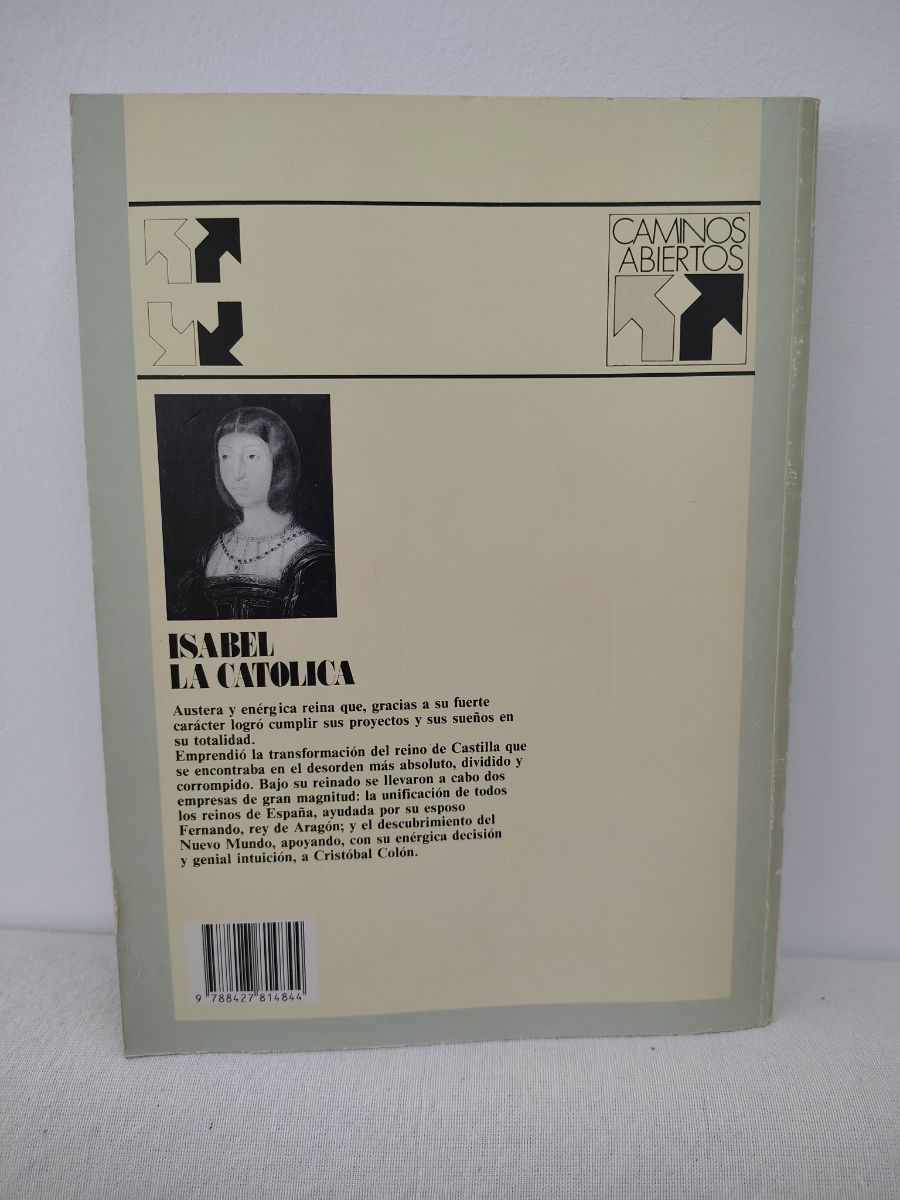 CAMINOS
ABIERTOS
ISABEL
LA CATOLICA
Austera y enérgica reina que, gracias a su fuerte
carácter logró cumplir sus proyectos y sus sueños en
su totalidad.
Emprendió la transformación del reino de Castilla que
se encontraba en el desorden más absoluto, dividido y
corrompido. Bajo su reinado se llevaron a cabo dos
empresas de gran magnitud: la unificación de todos
los reinos de España, ayudada por su esposo
Fernando, rey de Aragón; y el descubrimiento del
Nuevo Mundo, apoyando, con su enérgica decisión
y genial intuición, a Cristóbal Colón.
9 788427 814844